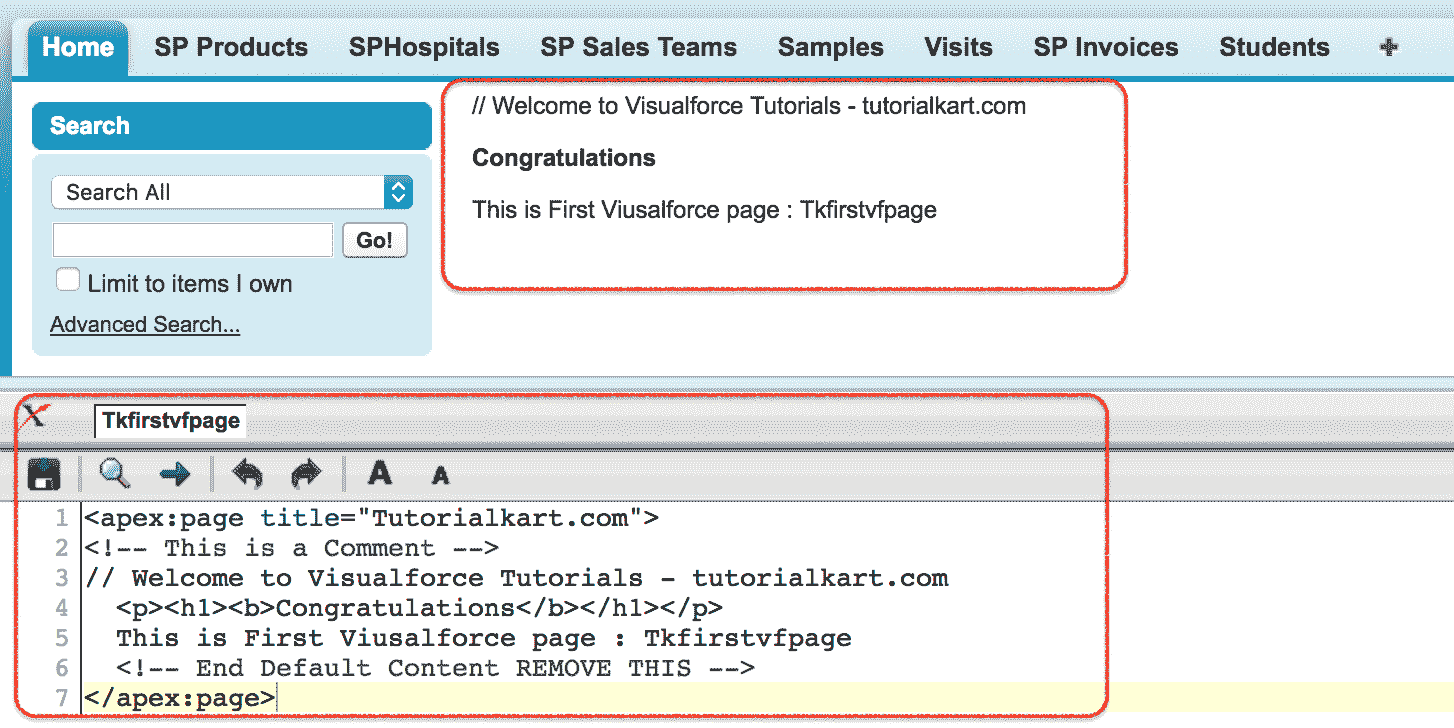 Home SP Products SPHospitals SP Sales Teams Samples Visits SP Invoices Students
Search
Search All
Go!
Limit to items I own
Advanced Search...
// Welcome to Visualforce Tutorials - tutorialkart.com
Congratulations
This is First Viusalforce page : Tkfirstvfpage
Tkfirstvfpage
A A
1 <apex:page title="Tutorialkart.com">
2 <!-- This is a Comment -->
3 // Welcome to Visualforce Tutorials - tutorialkart.com
4 <p><h1><b>Congratulations</b></h1></p>
5 This is First Viusalforce page : Tkfirstvfpage
6 <!-- End Default Content REMOVE THIS -->
7 </apex:page>